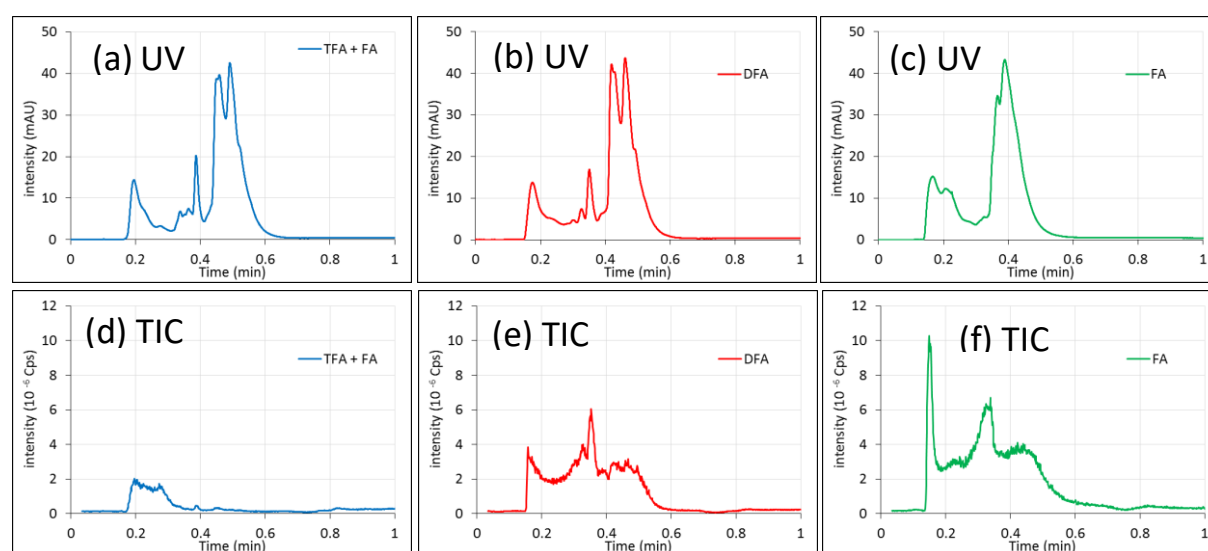 (a) UV
TFA + FA
intensity (mAU)
50
40
30
20
10
0
0 0.2 0.4 0.6 0.8 1
Time (min)
(b) UV
DFA
intensity (mAU)
50
40
30
20
10
0
0 0.2 0.4 0.6 0.8 1
Time (min)
(c) UV
FA
intensity (mAU)
50
40
30
20
10
0
0 0.2 0.4 0.6 0.8 1
Time (min)
(d) TIC
TFA + FA
intensity (10 -6 Cps)
12
10
8
6
4
2
0
0 0.2 0.4 0.6 0.8 1
Time (min)
(e) TIC
DFA
intensity (10 -6 Cps)
12
10
8
6
4
2
0
0 0.2 0.4 0.6 0.8 1
Time (min)
(f) TIC
FA
intensity (10 -6 Cps)
12
10
8
6
4
2
0
0 0.2 0.4 0.6 0.8 1
Time (min)